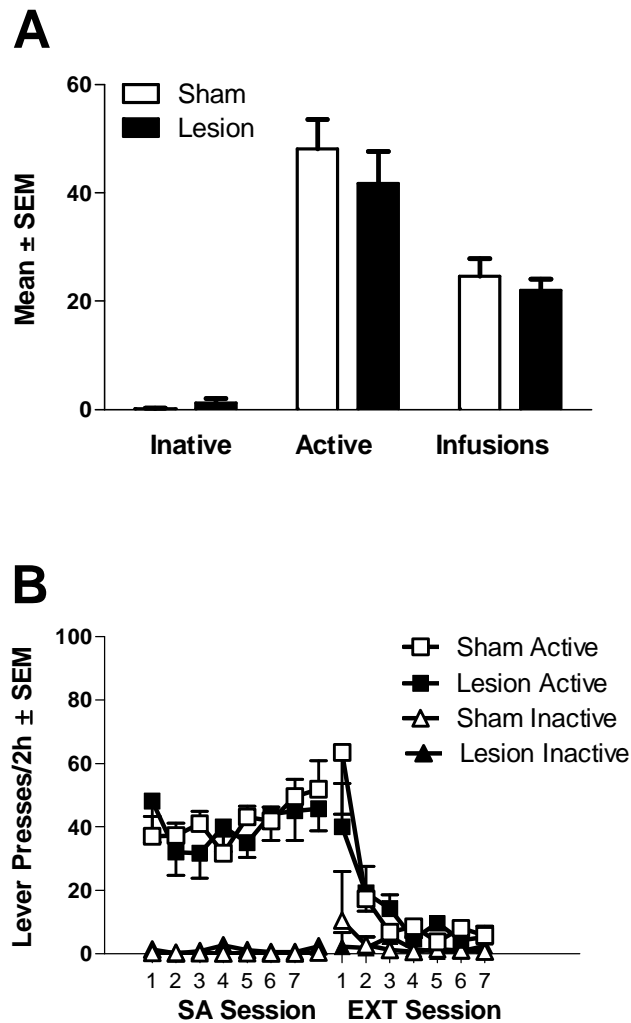 A
60
Sham
Lesion
40
20
0
Mean ± SEM
Inative Active Infusions
B
100
Sham Active
80
Lesion Active
Sham Inactive
60
Lesion Inactive
40
20
0
Lever Presses/2h ± SEM
1 2 3 4 5 6 7 1 2 3 4 5 6 7
SA Session EXT Session